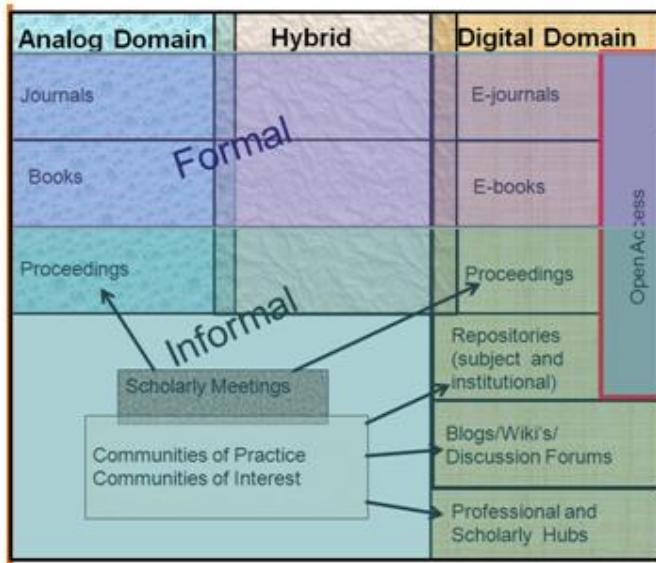 Analog Domain
Hybrid
Digital Domain
Journals
E-journals
Formal
Books
E-books
Open Access
Proceedings
Proceedings
Informal
Repositories
(subject and
institutional)
Scholarly Meetings
Communities of Practice
Communities of Interest
Blogs/Wiki's/
Discussion Forums
Professional and
Scholarly Hubs